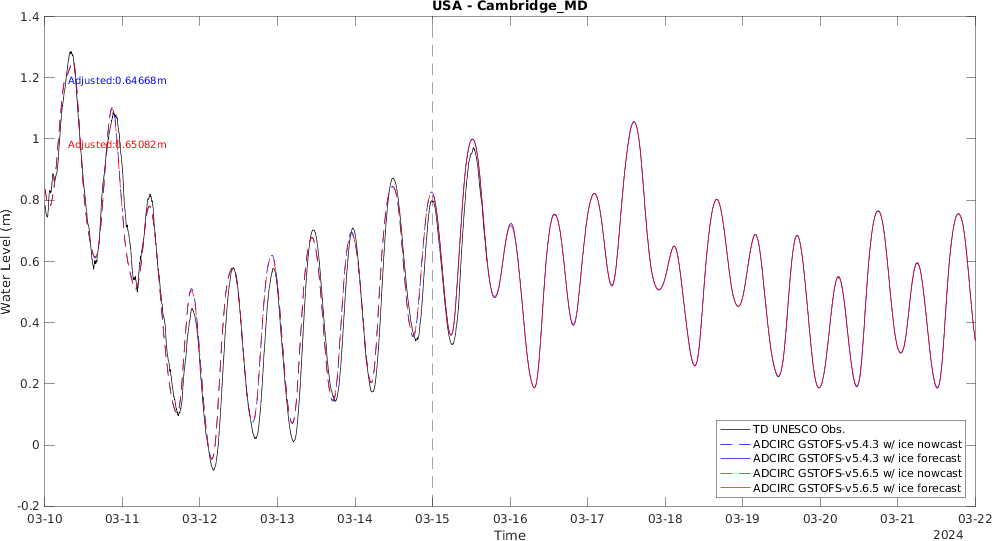 USA - Cambridge_MD
1.4
1.2
1
0.8
0.6
0.4
0.2
0
-0.2
Water Level (m)
Adjusted:0.64668m
Adjusted:0.65082m
TD UNESCO Obs.
ADCIRC GSTOFS-v5.4.3 w/ ice nowcast
ADCIRC GSTOFS-v5.4.3 w/ ice forecast
ADCIRC GSTOFS-v5.6.5 w/ ice nowcast
ADCIRC GSTOFS-v5.6.5 w/ ice forecast
03-10 03-11 03-12 03-13 03-14 03-15 03-16 03-17 03-18 03-19 03-20 03-21 03-22
Time
2024